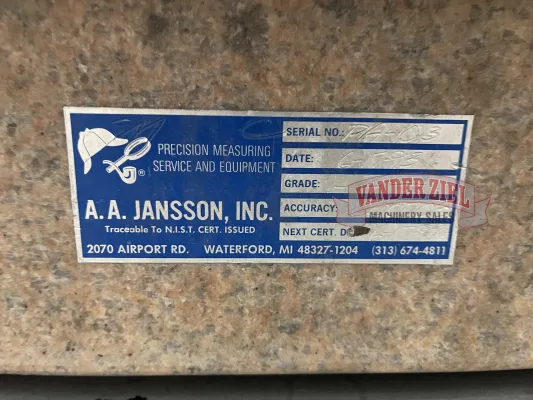 PRECISION MEASURING
SERVICE AND EQUIPMENT
®
A. A. JANSSON, INC.
Traceable To N.I.S.T. CERT. ISSUED
2070 AIRPORT RD. WATERFORD, MI 48327-1204 (313) 674-4811
SERIAL NO.:
DATE:
GRADE:
ACCURACY:
NEXT CERT.
VANDER ZIEL
MACHINERY SALES